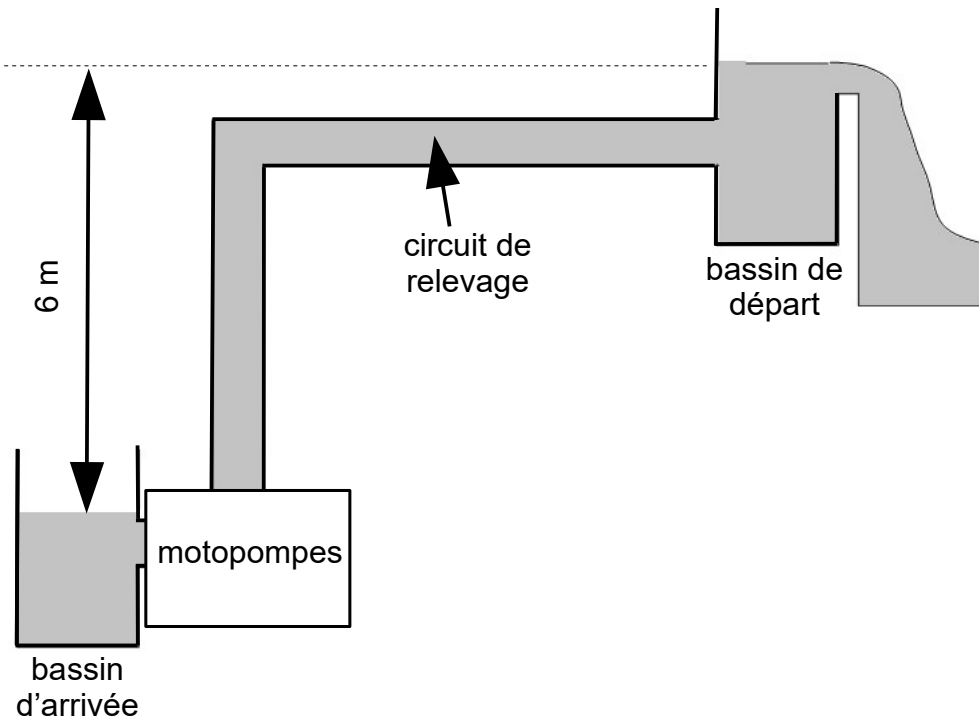 6 m
circuit de
relevage
bassin de
départ
motopompes
bassin
d’arrivée